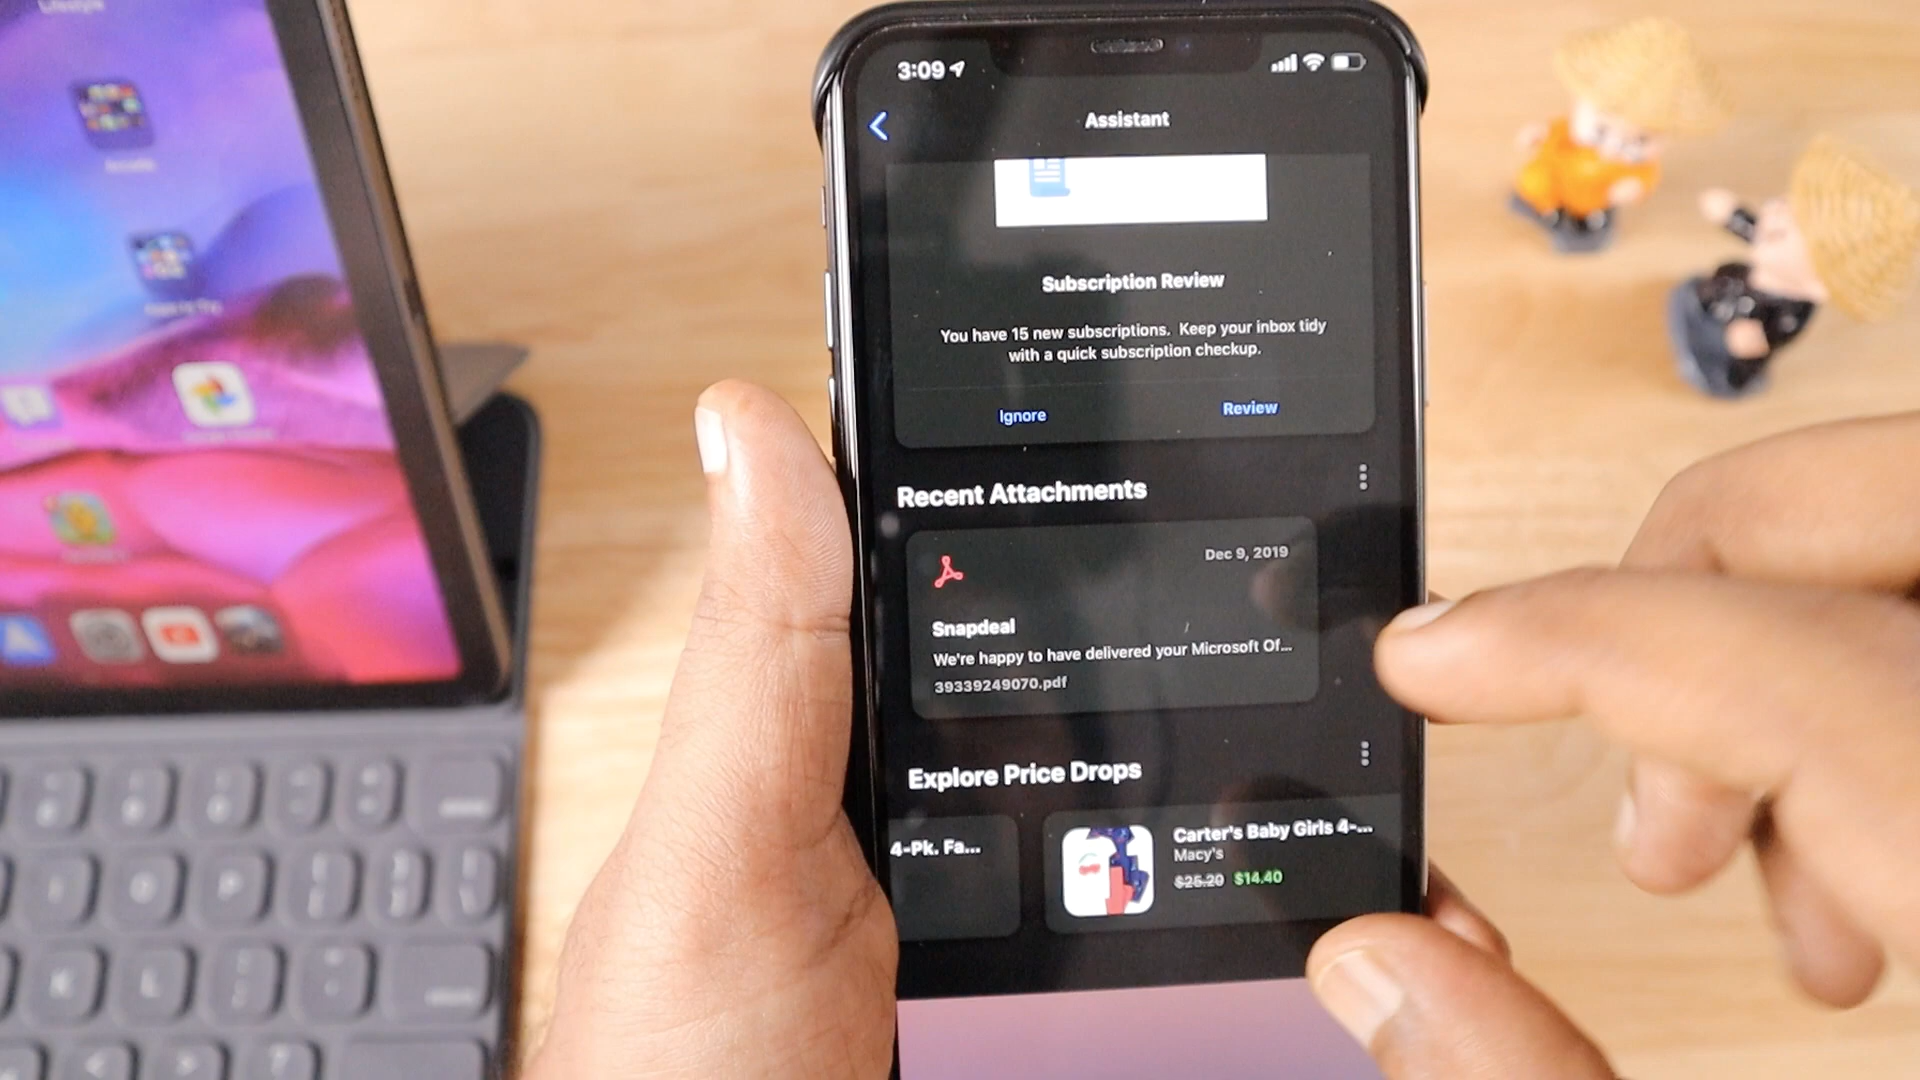 Lifestyle
3:09
Assistant
Subscription Review
You have 15 new subscriptions. Keep your inbox tidy
with a quick subscription checkup.
Ignore
Review
Recent Attachments
Dec 9, 2019
Snapdeal
We're happy to have delivered your Microsoft Of...
39339249070.pdf
Explore Price Drops
4-Pk. Fa...
Carter's Baby Girls 4-...
Macy's
$25.20 $14.40
O P
K L
< > ?